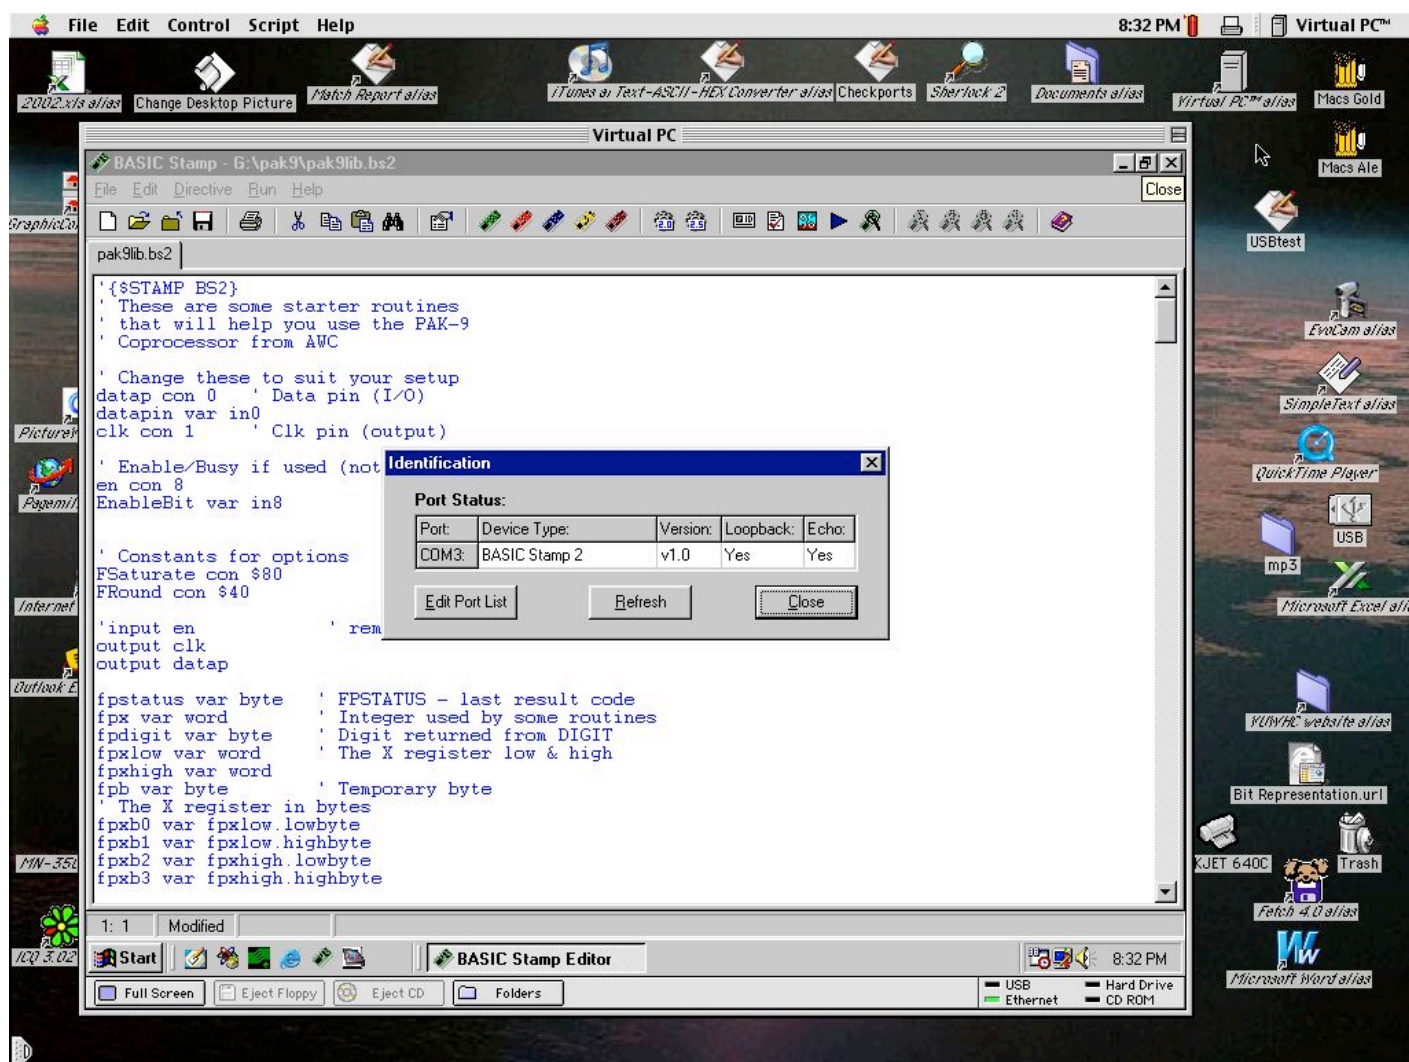 File Edit Control Script Help 8:32 PM Virtual PC™
2002.xls alias Change Desktop Picture Match Report alias iTunes a Text-ASCII-HEX Converter alias Checkports Sherlock 2 Documents alias Virtual PC™ alias Macs Gold
Virtual PC
Macs Ale
BASIC Stamp - G:\pak9\pak9lib.bs2
File Edit Directive Run Help
Close
USBtest
pak9lib.bs2
'{$STAMP BS2}
' These are some starter routines
' that will help you use the PAK-9
' Coprocessor from AWC
' Change these to suit your setup
datap con 0 ' Data pin (I/O)
datapin var in0
clk con 1 ' Clk pin (output)
' Enable/Busy if used (not
en con 8
EnableBit var in8
' Constants for options
FSaturate con $80
FRound con $40
'input en ' rem
output clk
output datap
fpstatus var byte ' FPSTATUS - last result code
fpx var word ' Integer used by some routines
fpdigit var byte ' Digit returned from DIGIT
fpxlow var word ' The X register low & high
fpxhigh var word
fpb var byte ' Temporary byte
' The X register in bytes
fpxb0 var fpxlow.lowbyte
fpxb1 var fpxlow.highbyte
fpxb2 var fpxhigh.lowbyte
fpxb3 var fpxhigh.highbyte
Identification
Port Status:
Port: Device Type: Version: Loopback: Echo:
COM3: BASIC Stamp 2 v1.0 Yes Yes
Edit Port List Refresh Close
1: 1 Modified
Start BASIC Stamp Editor 8:32 PM
Full Screen Eject Floppy Eject CD Folders USB Hard Drive
Ethernet CD ROM
EvoCam alias
SimpleText alias
QuickTime Player
USB
mp3
Microsoft Excel ali
YUWHC website alias
Bit Representation.url
KJET 640C Trash
Fetch 4.0 alias
Microsoft Word alias
GraphicCo
Picture
Pagemil
Internet
Outlook E
MN-350
ICQ 3.02